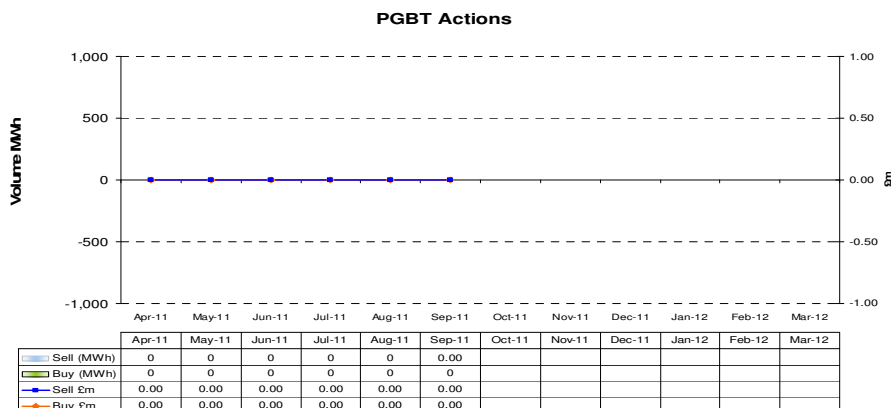 PGBT Actions
1,000
500
0
-500
-1,000
Volume MWh
1.00
0.50
0.00
-0.50
-1.00
£m
Apr-11 May-11 Jun-11 Jul-11 Aug-11 Sep-11 Oct-11 Nov-11 Dec-11 Jan-12 Feb-12 Mar-12
Apr-11 May-11 Jun-11 Jul-11 Aug-11 Sep-11 Oct-11 Nov-11 Dec-11 Jan-12 Feb-12 Mar-12
Sell (MWh) 0 0 0 0 0 0.00
Buy (MWh) 0 0 0 0 0 0
Sell £m 0.00 0.00 0.00 0.00 0.00 0.00
Buy £m 0.00 0.00 0.00 0.00 0.00 0.00